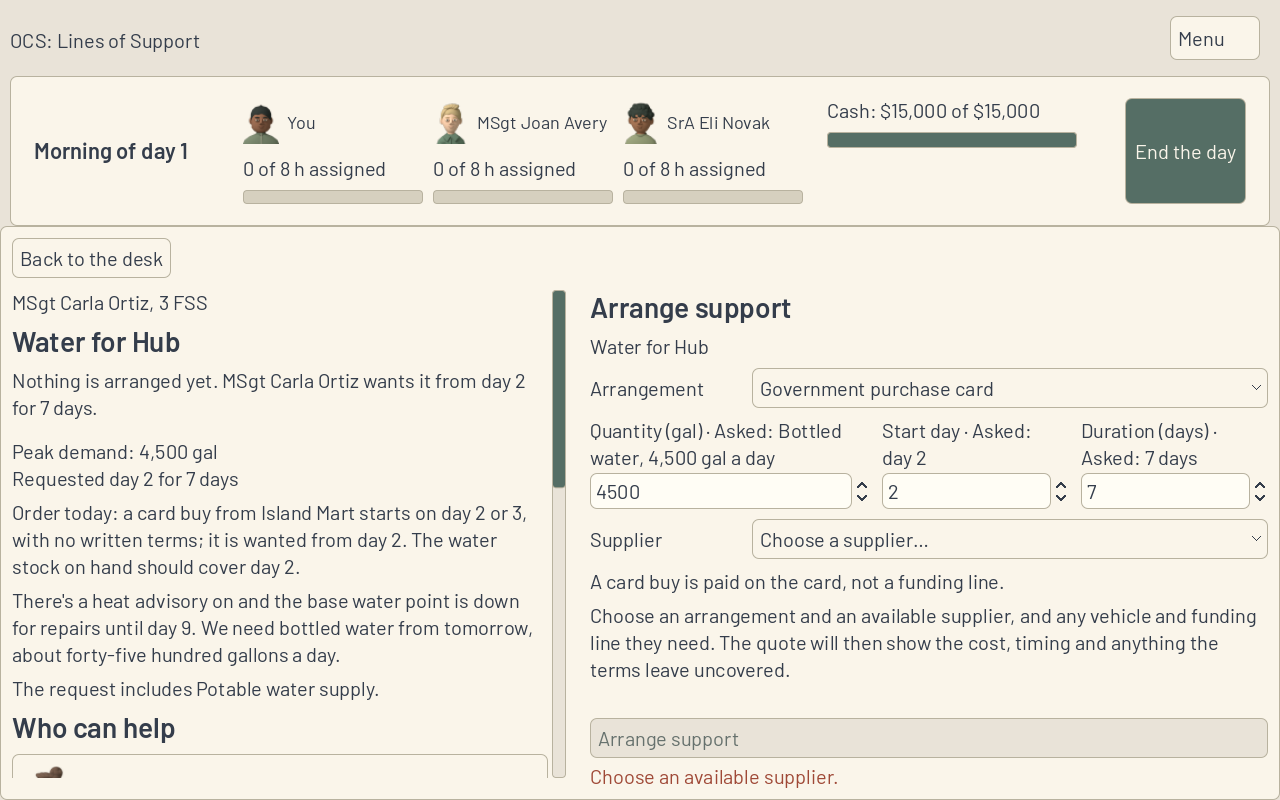 OCS: Lines of Support
Menu
Morning of day 1
You
0 of 8 h assigned
MSgt Joan Avery
0 of 8 h assigned
SrA Eli Novak
0 of 8 h assigned
Cash: $15,000 of $15,000
End the day
Back to the desk
MSgt Carla Ortiz, 3 FSS
Water for Hub
Nothing is arranged yet. MSgt Carla Ortiz wants it from day 2
for 7 days.
Peak demand: 4,500 gal
Requested day 2 for 7 days
Order today: a card buy from Island Mart starts on day 2 or 3,
with no written terms; it is wanted from day 2. The water
stock on hand should cover day 2.
There's a heat advisory on and the base water point is down
for repairs until day 9. We need bottled water from tomorrow,
about forty-five hundred gallons a day.
The request includes Potable water supply.
Who can help
Arrange support
Water for Hub
Arrangement
Government purchase card
Quantity (gal) · Asked: Bottled
water, 4,500 gal a day
4500
Start day · Asked:
day 2
2
Duration (days) ·
Asked: 7 days
7
Supplier
Choose a supplier...
A card buy is paid on the card, not a funding line.
Choose an arrangement and an available supplier, and any vehicle and funding
line they need. The quote will then show the cost, timing and anything the
terms leave uncovered.
Arrange support
Choose an available supplier.